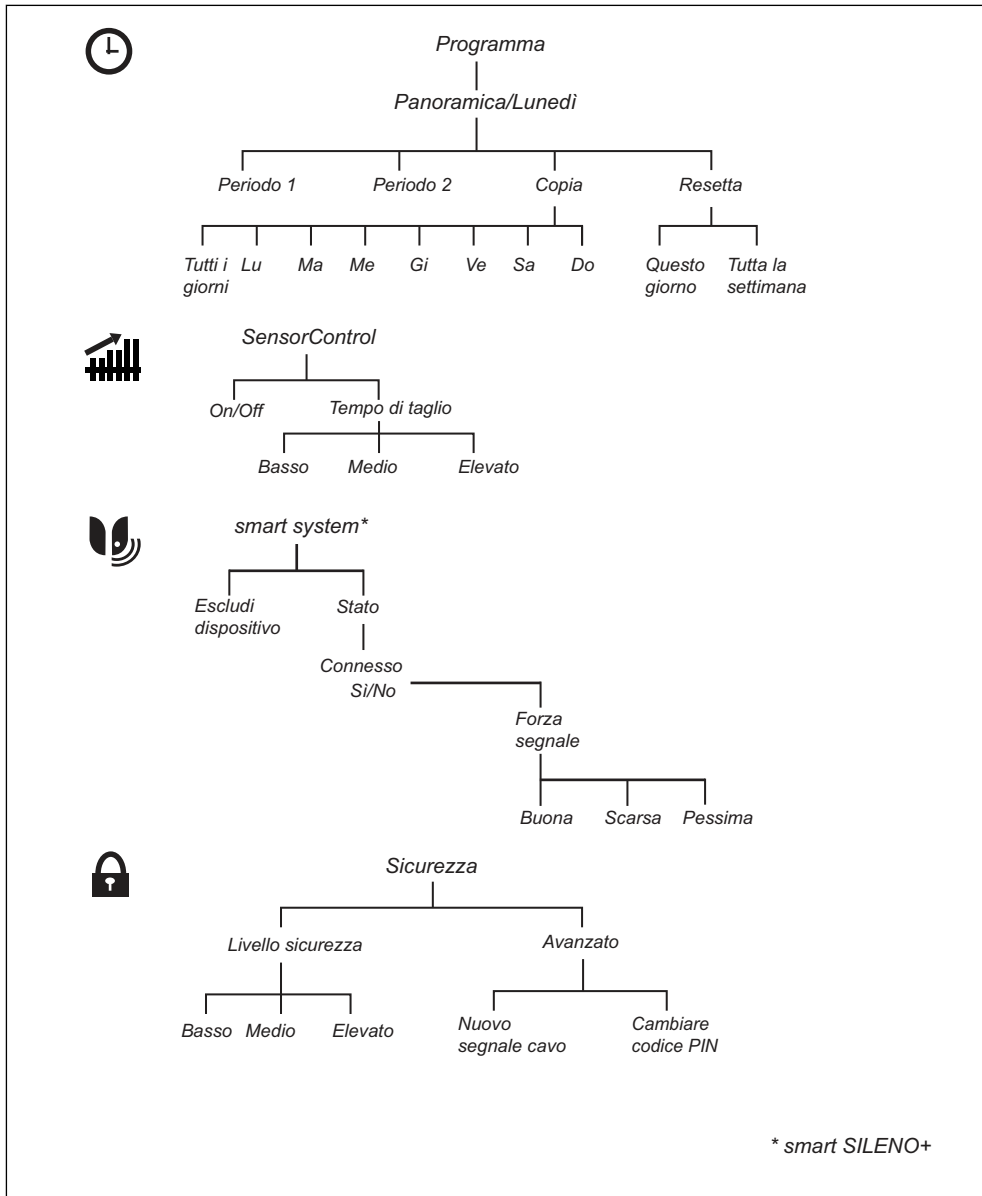 Programma
Panoramica/Lunedì
Periodo 1 Periodo 2 Copia Resetta
Tutti i giorni Lu Ma Me Gi Ve Sa Do Questo giorno Tutta la settimana
SensorControl
On/Off Tempo di taglio
Basso Medio Elevato
smart system*
Escludi dispositivo Stato
Connesso
Sì/No
Forza
segnale
Buona Scarsa Pessima
Sicurezza
Livello sicurezza Avanzato
Basso Medio Elevato Nuovo segnale cavo Cambiare codice PIN
* smart SILENO+